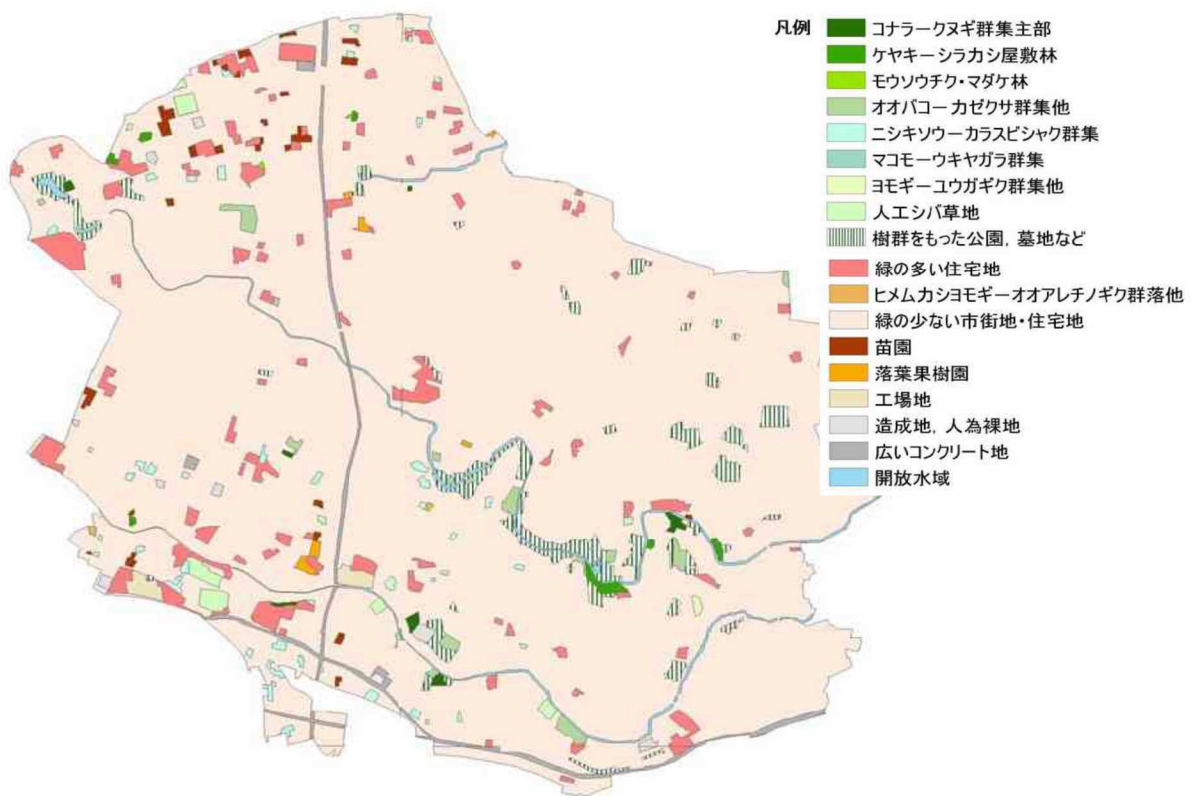 凡例
コナラークヌギ群集主部
ケヤキーシラカシ屋敷林
モウソウチク・マダケ林
オオバコーカゼクサ群集他
ニシキソウーカラスビシャク群集
マコモーウキヤガラ群集
ヨモギーユウガギク群集他
人工シバ草地
樹群をもった公園，墓地など
緑の多い住宅地
ヒメムカシヨモギーオオアレチノギク群落他
緑の少ない市街地・住宅地
苗園
落葉果樹園
工場地
造成地，人為裸地
広いコンクリート地
開放水域